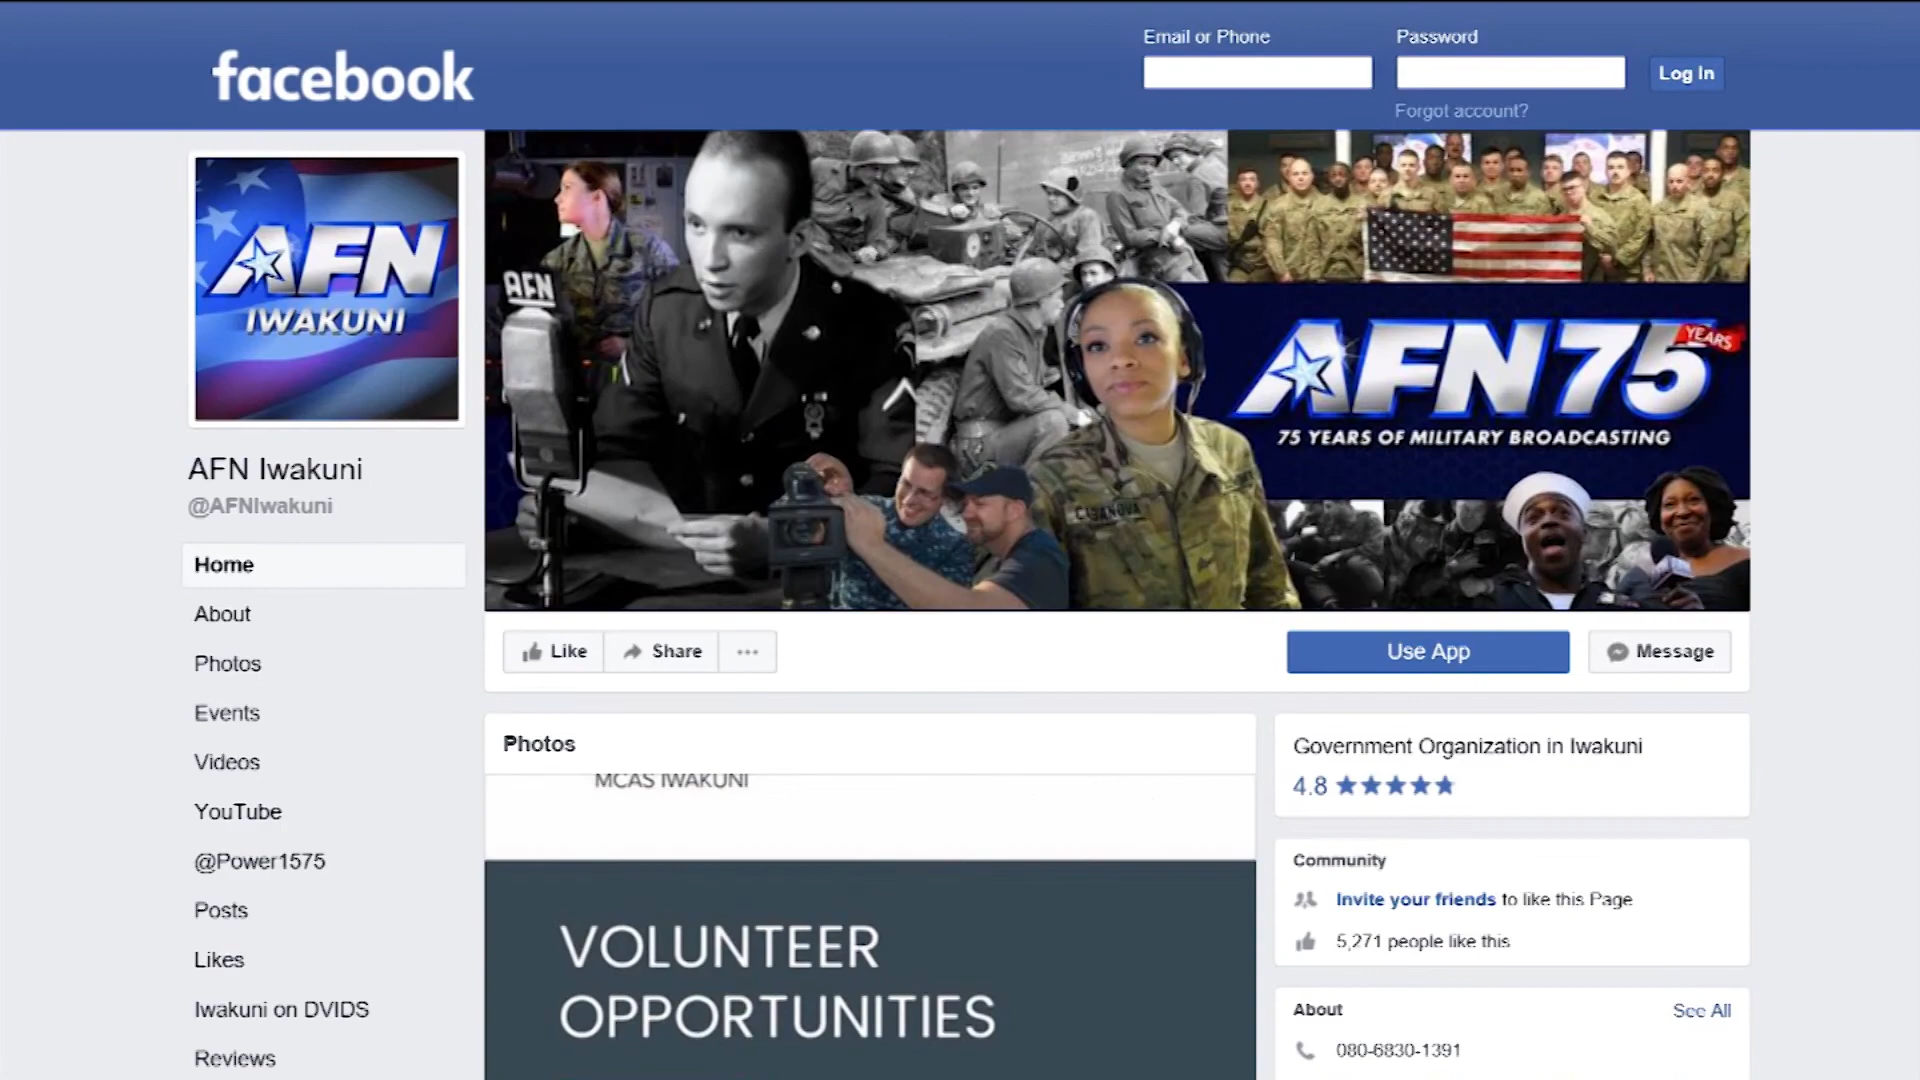 facebook
Email or Phone
Password
Log In
Forgot account?
AFN
IWAKUNI
AFN Iwakuni
@AFNIwakuni
Home
About
Photos
Events
Videos
YouTube
@Power1575
Posts
Likes
Iwakuni on DVIDS
Reviews
AFN
AFN75
YEARS
75 YEARS OF MILITARY BROADCASTING
CASANOVA
Like
Share
Use App
Message
Photos
MCAS IWAKUNI
VOLUNTEER
OPPORTUNITIES
Government Organization in Iwakuni
4.8
Community
Invite your friends to like this Page
5,271 people like this
About
See All
080-6830-1391